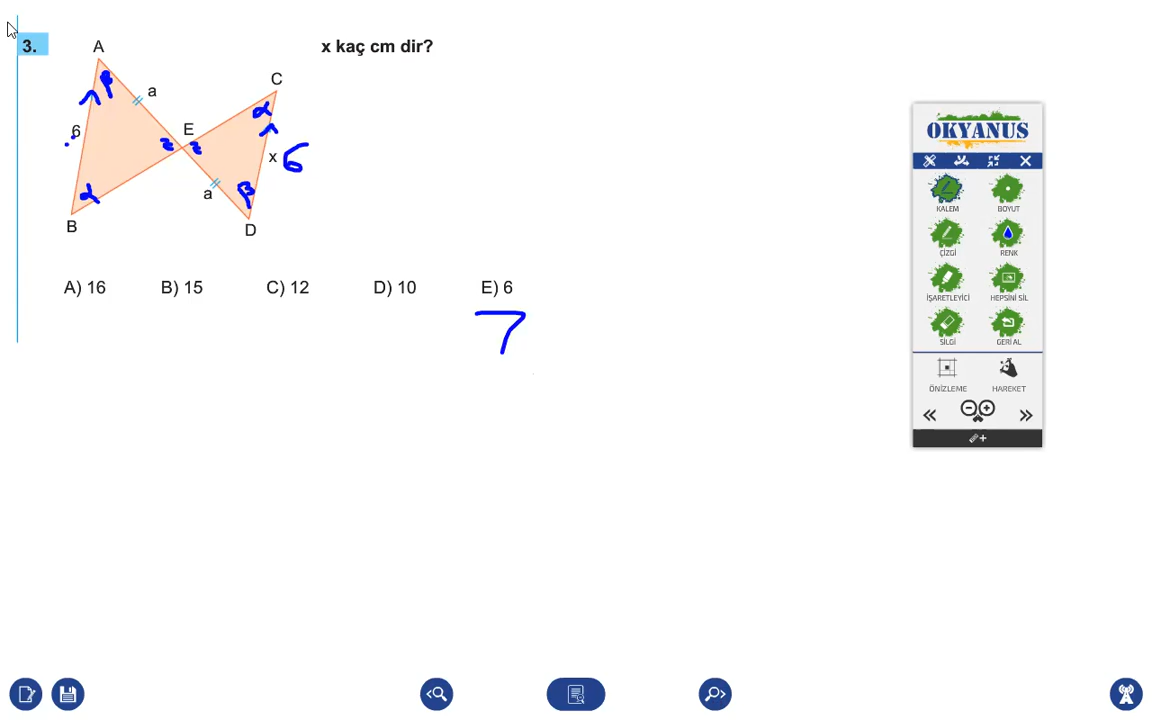 3.
x kaç cm dir?
A
a
C
β
α
6
E
z
z
x
6
a
β
α
B
D
A) 16 B) 15 C) 12 D) 10 E) 6
OKYANUS
KALEM BOYUT
ÇİZGİ RENK
İŞARETLEYİCİ HEPSİNİ SİL
SİLGİ GERİ AL
ÖNİZLEME HAREKET